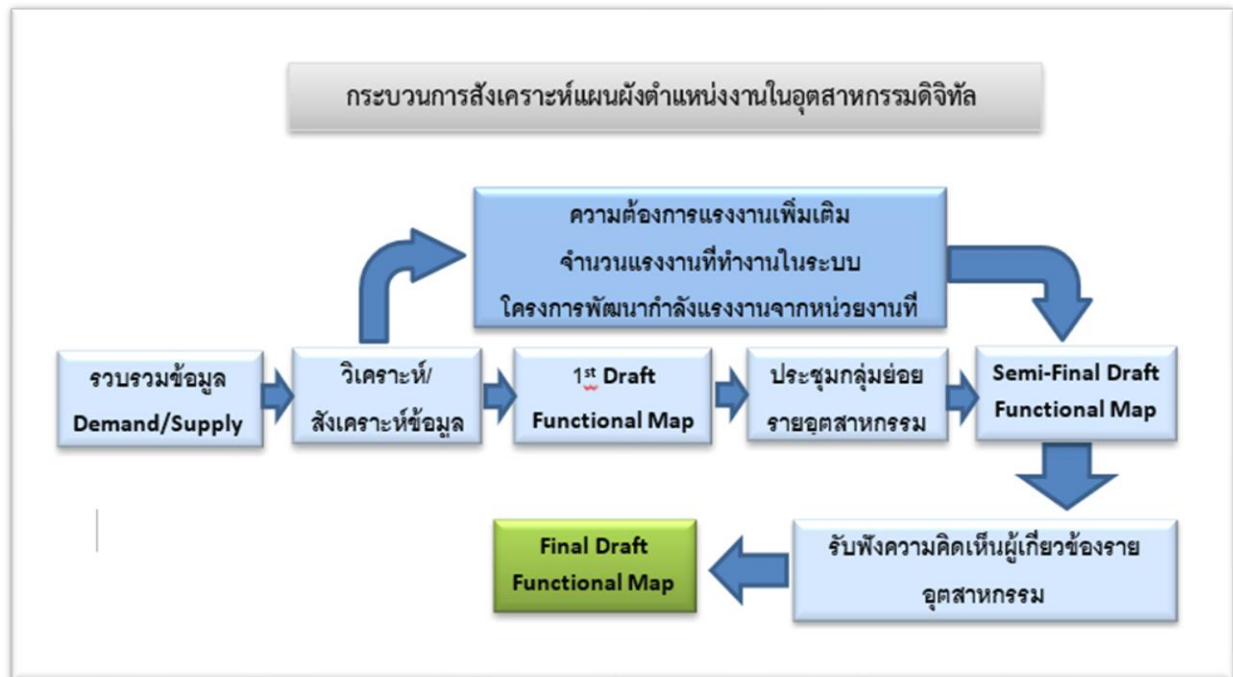 กระบวนการสังเคราะห์แผนผังตำแหน่งงานในอุตสาหกรรมดิจิทัล
ความต้องการแรงงานเพิ่มเติม
จำนวนแรงงานที่ทำงานในระบบ
โครงการพัฒนากำลังแรงงานจากหน่วยงานที่
รวบรวมข้อมูล
Demand/Supply
วิเคราะห์/
สังเคราะห์ข้อมูล
1st Draft
Functional Map
ประชุมกลุ่มย่อย
รายอุตสาหกรรม
Semi-Final Draft
Functional Map
รับฟังความคิดเห็นผู้เกี่ยวข้องราย
อุตสาหกรรม
Final Draft
Functional Map